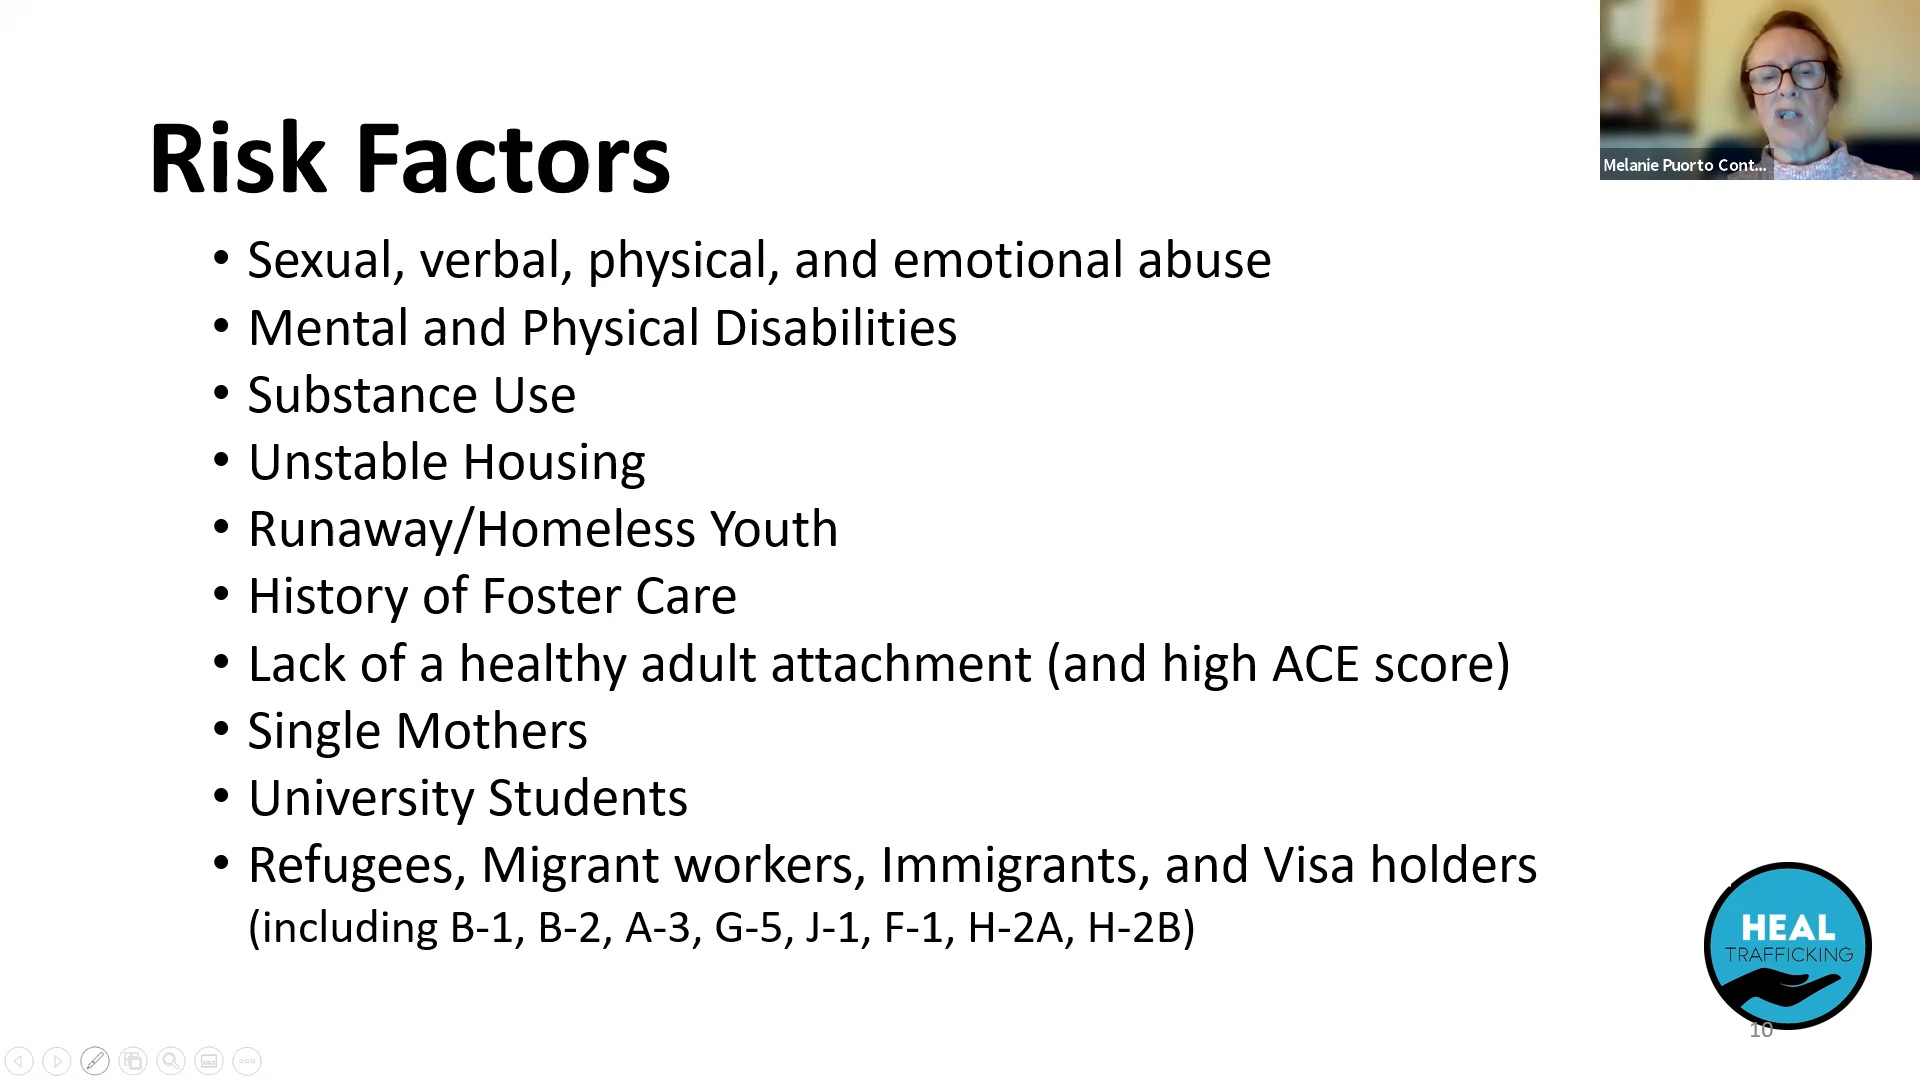 Melanie Puorto Cont...
Risk Factors
• Sexual, verbal, physical, and emotional abuse
• Mental and Physical Disabilities
• Substance Use
• Unstable Housing
• Runaway/Homeless Youth
• History of Foster Care
• Lack of a healthy adult attachment (and high ACE score)
• Single Mothers
• University Students
• Refugees, Migrant workers, Immigrants, and Visa holders
(including B-1, B-2, A-3, G-5, J-1, F-1, H-2A, H-2B)
HEAL
TRAFFICKING
10